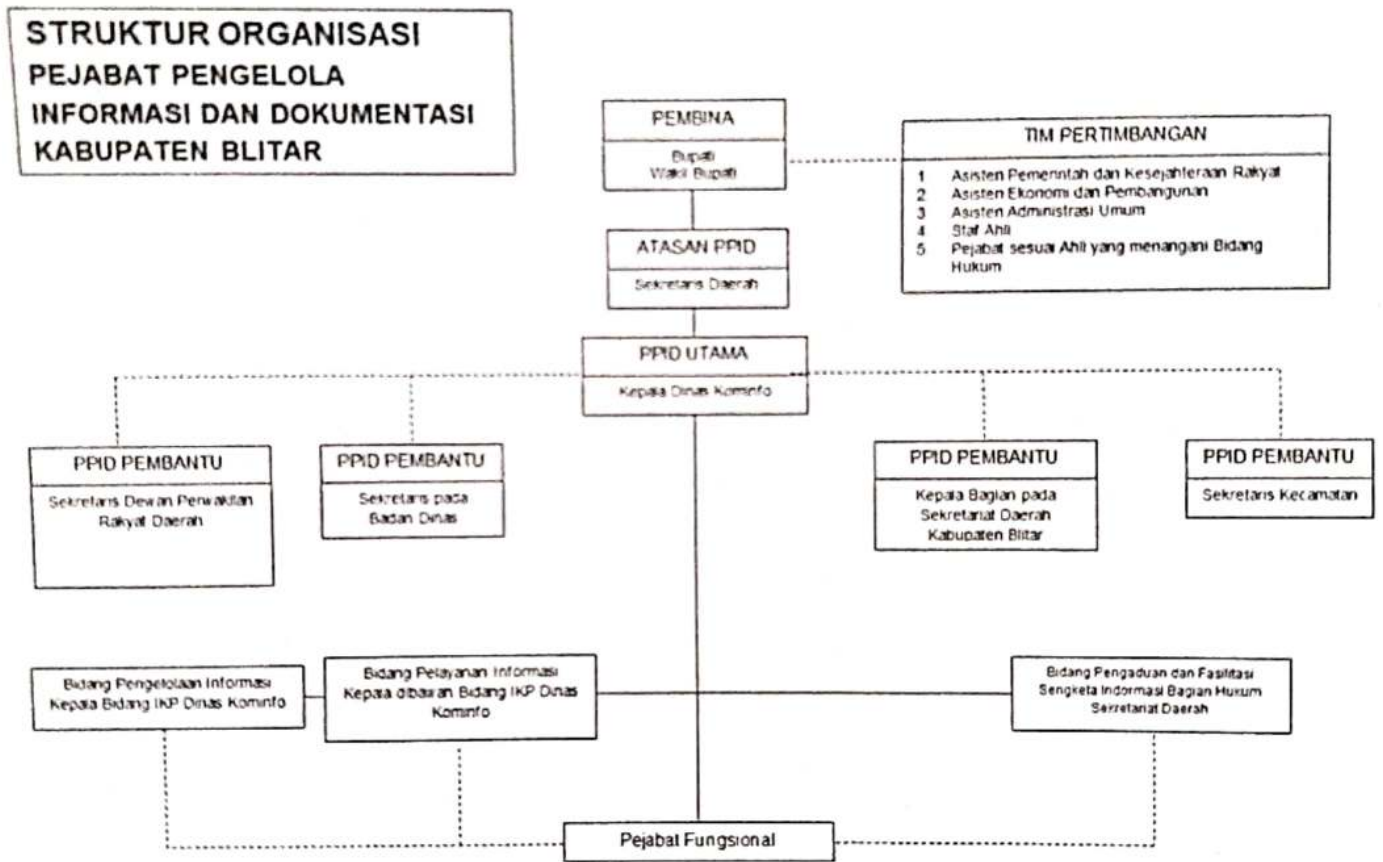 STRUKTUR ORGANISASI
PEJABAT PENGELOLA
INFORMASI DAN DOKUMENTASI
KABUPATEN BLITAR
PEMBINA
Bupati
Wakil Bupati
TIM PERTIMBANGAN
1 Asisten Pemerintah dan Kesejahteraan Rakyat
2 Asisten Ekonomi dan Pembangunan
3 Asisten Administrasi Umum
4 Staf Ahli
5 Pejabat sesuai Ahli yang menangani Bidang
Hukum
ATASAN PPID
Sekretaris Daerah
PPID UTAMA
Kepala Dinas Kominfo
PPID PEMBANTU
Sekretaris Dewan Perwakilan
Rakyat Daerah
PPID PEMBANTU
Sekretaris pada
Badan Dinas
PPID PEMBANTU
Kepala Bagian pada
Sekretariat Daerah
Kabupaten Blitar
PPID PEMBANTU
Sekretaris Kecamatan
Bidang Pengelolaan Informasi
Kepala Bidang IKP Dinas Kominfo
Bidang Pelayanan Informasi
Kepala dibawan Bidang IKP Dinas
Kominfo
Bidang Pengaduan dan Fasilitasi
Sengketa Indormasi Bagian Hukum
Sekretariat Daerah
Pejabat Fungsional